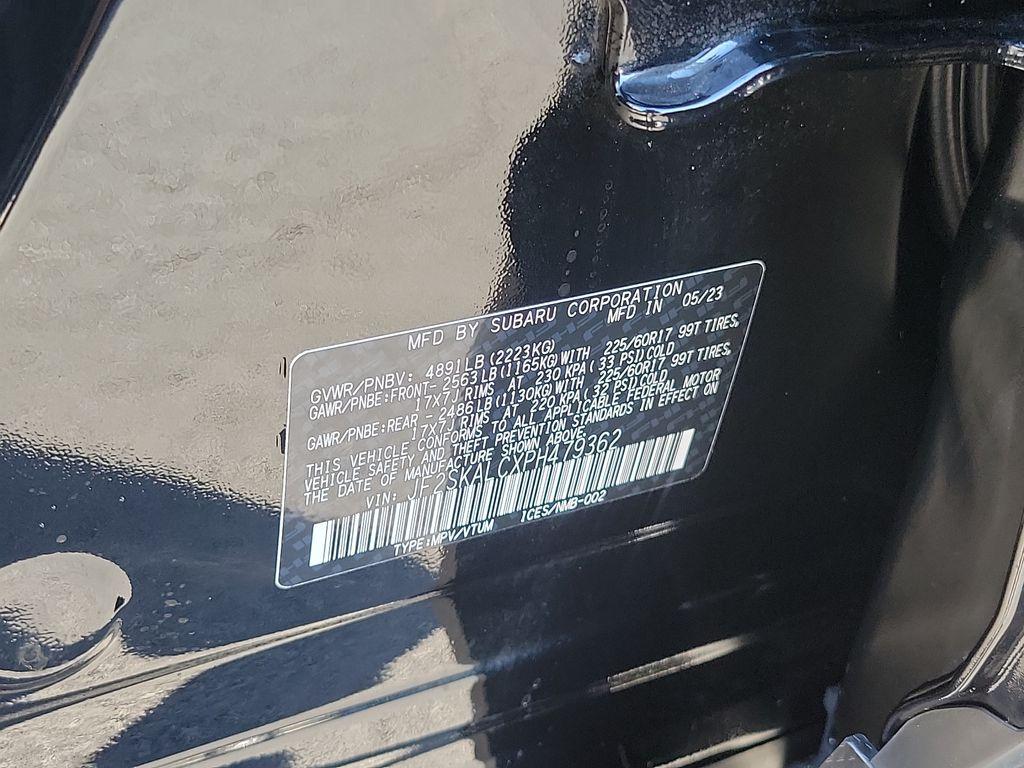 MFD BY SUBARU CORPORATION
MFD IN 05/23
GVWR/PNBV: 4891LB(2223KG)
GAWR/PNBE:FRONT- 2563LB(1165KG)WITH 225/60R17 99T TIRES,
17x7J RIMS AT 230 KPA(33 PSI)COLD
GAWR/PNBE:REAR - 2486LB(1130KG)WITH 225/60R17 99T TIRES,
17x7J RIMS AT 220 KPA(32 PSI)COLD
THIS VEHICLE CONFORMS TO ALL APPLICABLE FEDERAL MOTOR
VEHICLE SAFETY AND THEFT PREVENTION STANDARDS IN EFFECT ON
THE DATE OF MANUFACTURE SHOWN ABOVE.
VIN: JF2SKALCXPH479362
TYPE:MPV/VTUM ICES/NMB-002